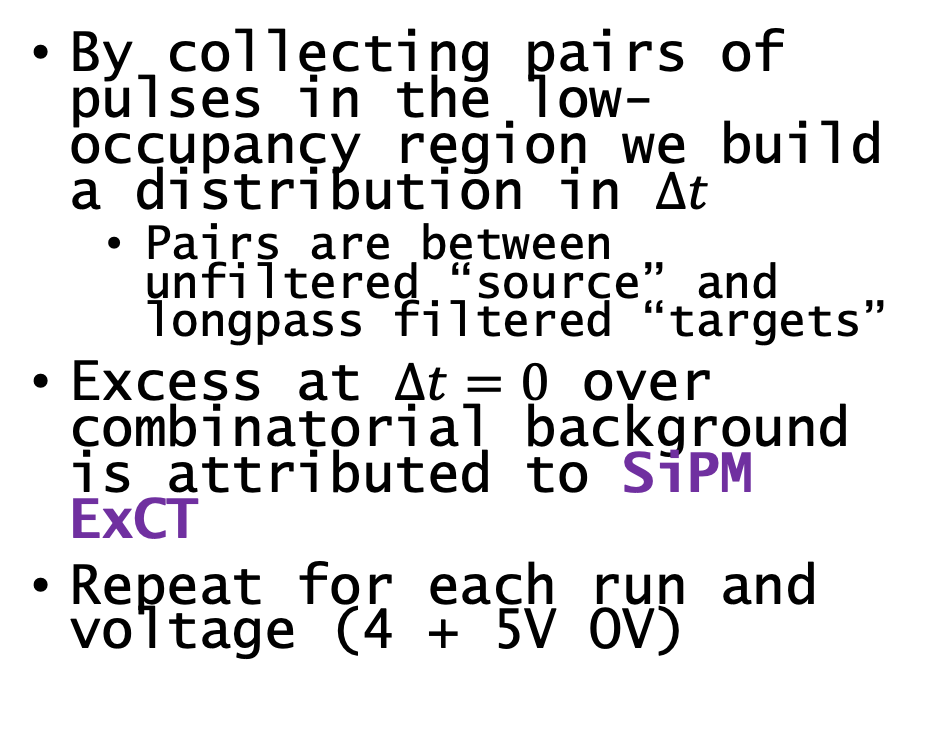 • By collecting pairs of
pulses in the low-
occupancy region we build
a distribution in Δt
• Pairs are between
unfiltered “source” and
longpass filtered “targets”
• Excess at Δt = 0 over
combinatorial background
is attributed to SiPM
ExCT
• Repeat for each run and
voltage (4 + 5V OV)